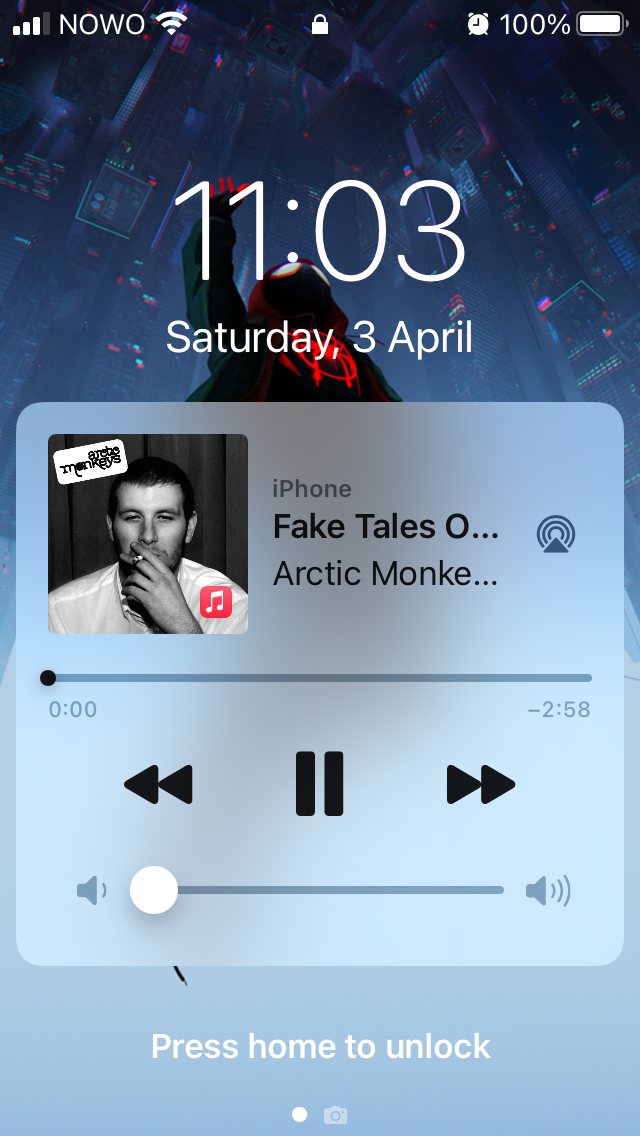 NOWO
100%
11:03
Saturday, 3 April
arctic
monkeys
iPhone
Fake Tales O...
Arctic Monke...
0:00
−2:58
Press home to unlock